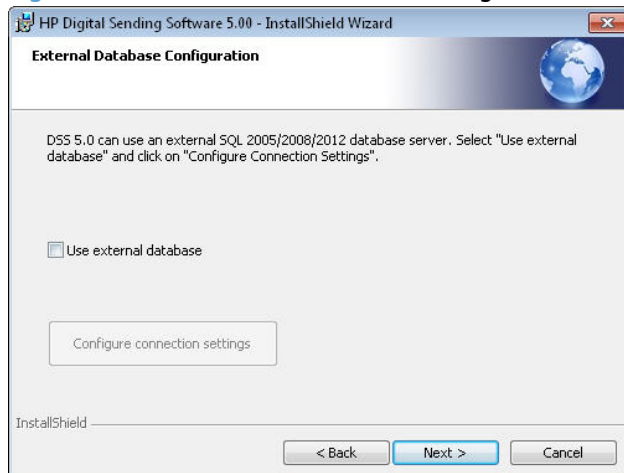 HP Digital Sending Software 5.00 - InstallShield Wizard
External Database Configuration
DSS 5.0 can use an external SQL 2005/2008/2012 database server. Select "Use external
database" and click on "Configure Connection Settings".
Use external database
Configure connection settings
InstallShield
< Back
Next >
Cancel